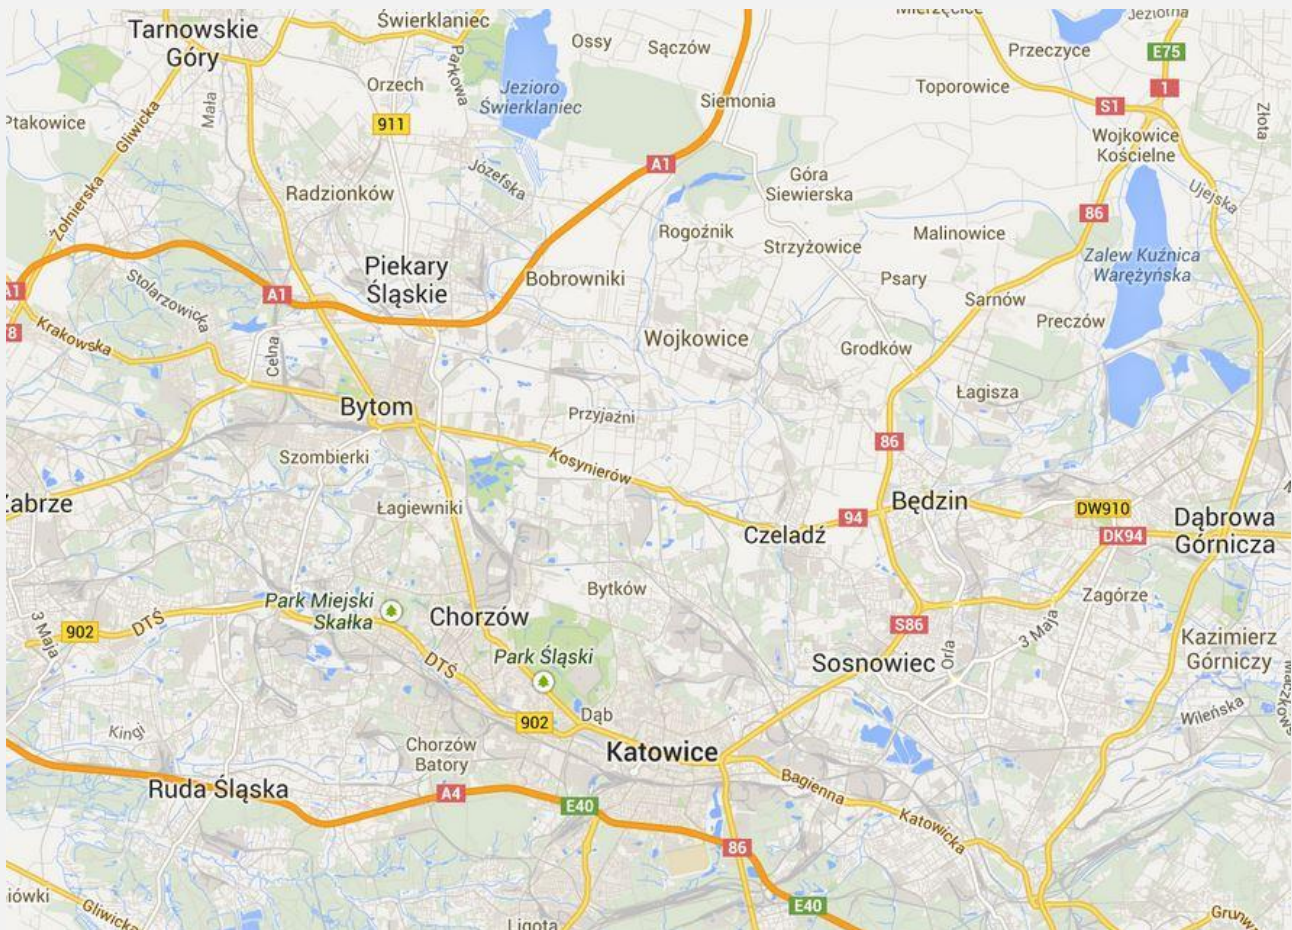 Tarnowskie
Góry
Świerklaniec
Ossy
Sączów
Przeczyce
E75
Parkowa
Orzech
Jezioro
Świerklaniec
Siemonia
Toporowice
S1
1
Mała
Ptakowice
Gliwicka
911
Wojkowice
Kościelne
Złota
A1
Józefska
Góra
Siewierska
Radzionków
Żołnierska
Ujejska
86
Rogoźnik
Strzyżowice
Malinowice
Zalew Kuźnica
Warężyńska
Piekary
Śląskie
Bobrowniki
Psary
A1
A1
Stolarzowicka
Sarnów
Preczów
8
Krakowska
Celna
Wojkowice
Grodków
Łagisza
Bytom
Przyjaźni
86
Szombierki
Kosynierów
Łagiewniki
Będzin
DW910
94
Czeladź
DK94
Dąbrowa
Górnicza
Bytków
Zagórze
Park Miejski
Skałka
Chorzów
3 Maja
902
DTŚ
S86
3 Maja
Kazimierz
Górniczy
Park Śląski
DTŚ
Sosnowiec
Orla
902
Dąb
Wileńska
Kingi
Chorzów
Batory
Katowice
Ruda Śląska
A4
E40
Bagienna
Katowicka
86
Gliwicka
E40
Ligota